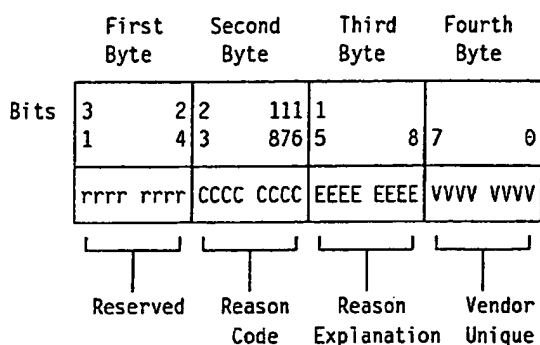 First Second Third Fourth
Byte Byte Byte Byte
Bits 3 2 2 111 1
1 4 3 876 5 8 7 0
rrrr rrrr CCCC CCCC EEEE EEEE VVVV VVVV
Reserved Reason Reason Vendor
Code Explanation Unique